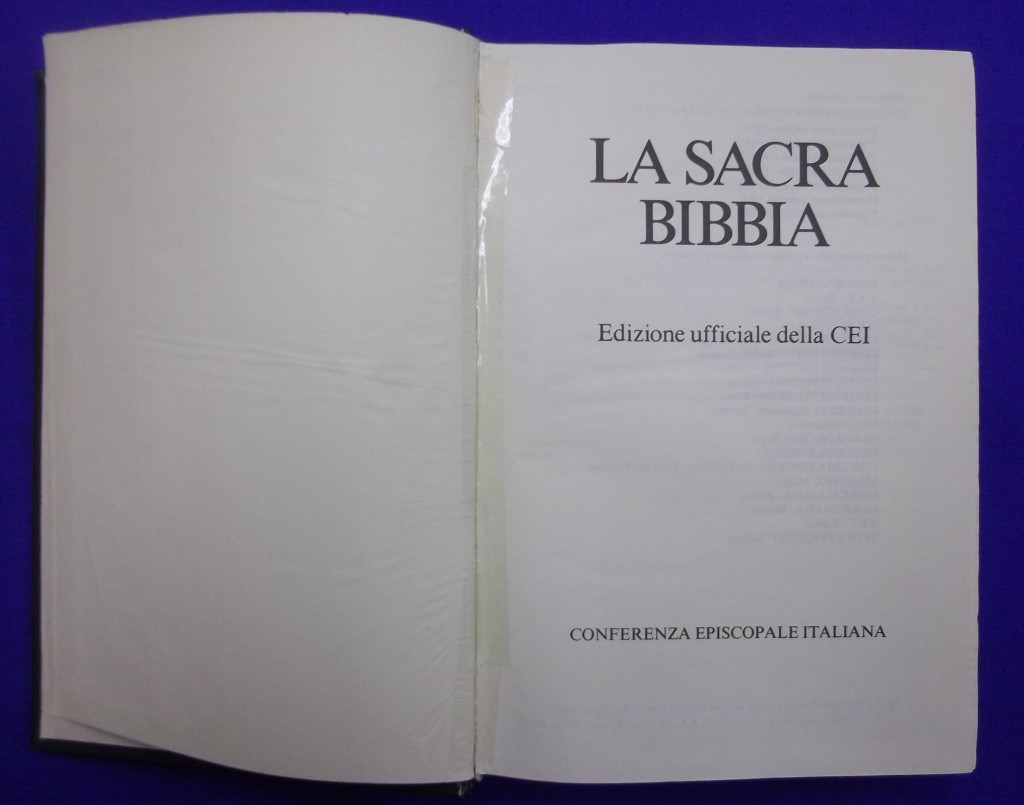 LA SACRA
BIBBIA
Edizione ufficiale della CEI
CONFERENZA EPISCOPALE ITALIANA